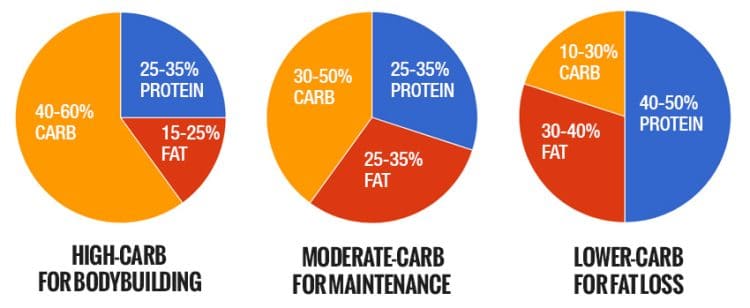 25-35%
PROTEIN
40-60%
CARB
15-25%
FAT
HIGH-CARB
FOR BODYBUILDING
30-50%
CARB
25-35%
PROTEIN
25-35%
FAT
MODERATE-CARB
FOR MAINTENANCE
10-30%
CARB
40-50%
PROTEIN
30-40%
FAT
LOWER-CARB
FOR FAT LOSS